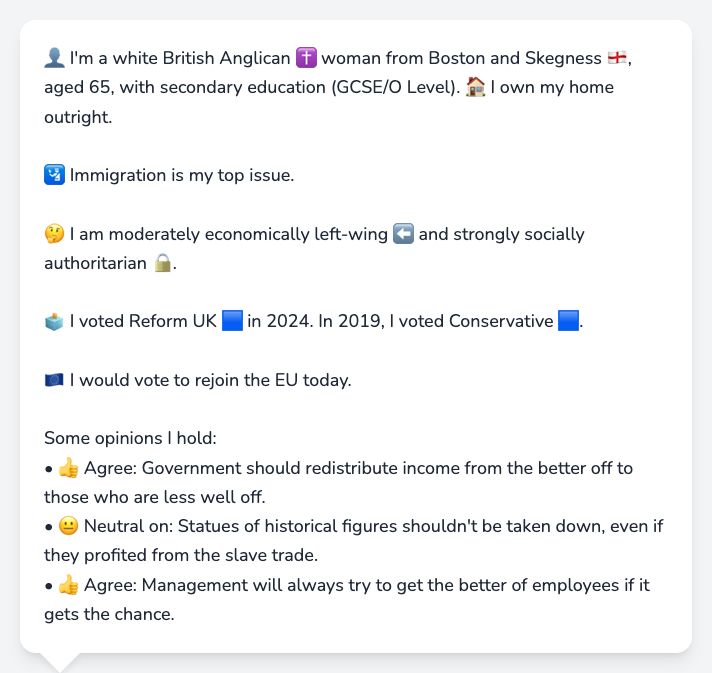 👤 I'm a white British Anglican ✝️ woman from Boston and Skegness 🏴󠁧󠁢󠁥󠁮󠁧󠁿,
aged 65, with secondary education (GCSE/O Level). 🏠 I own my home
outright.
🛂 Immigration is my top issue.
🤔 I am moderately economically left-wing ⬅️ and strongly socially
authoritarian 🔒.
🗳️ I voted Reform UK 🟦 in 2024. In 2019, I voted Conservative 🟦.
🇪🇺 I would vote to rejoin the EU today.
Some opinions I hold:
• 👍 Agree: Government should redistribute income from the better off to
those who are less well off.
• 😐 Neutral on: Statues of historical figures shouldn't be taken down, even if
they profited from the slave trade.
• 👍 Agree: Management will always try to get the better of employees if it
gets the chance.